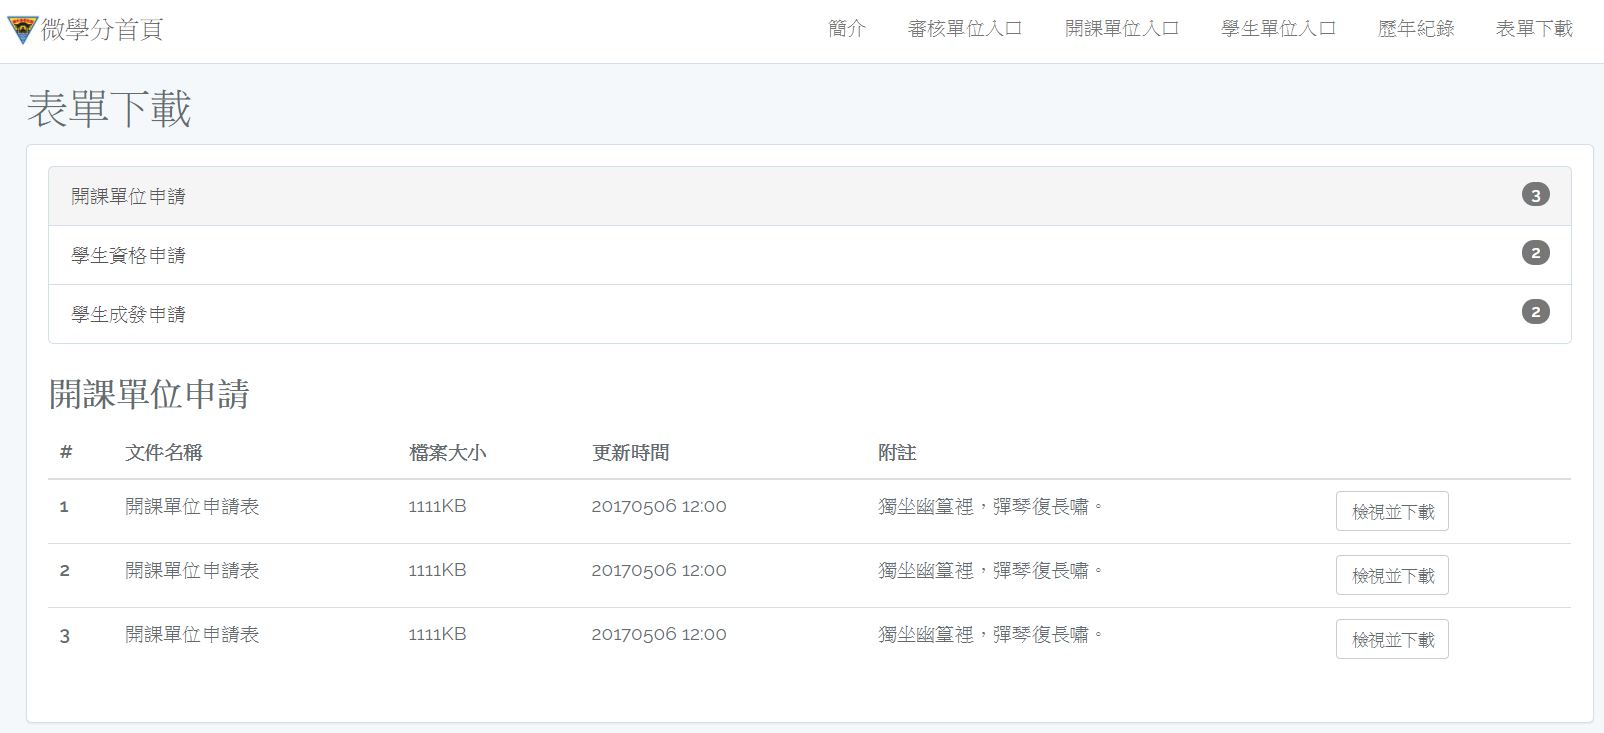 微學分首頁 簡介 審核單位入口 開課單位入口 學生單位入口 歷年紀錄 表單下載
表單下載
開課單位申請 3
學生資格申請 2
學生成發申請 2
開課單位申請
# 文件名稱 檔案大小 更新時間 附註
1 開課單位申請表 1111KB 20170506 12:00 獨坐幽篁裡，彈琴復長嘯。 檢視並下載
2 開課單位申請表 1111KB 20170506 12:00 獨坐幽篁裡，彈琴復長嘯。 檢視並下載
3 開課單位申請表 1111KB 20170506 12:00 獨坐幽篁裡，彈琴復長嘯。 檢視並下載